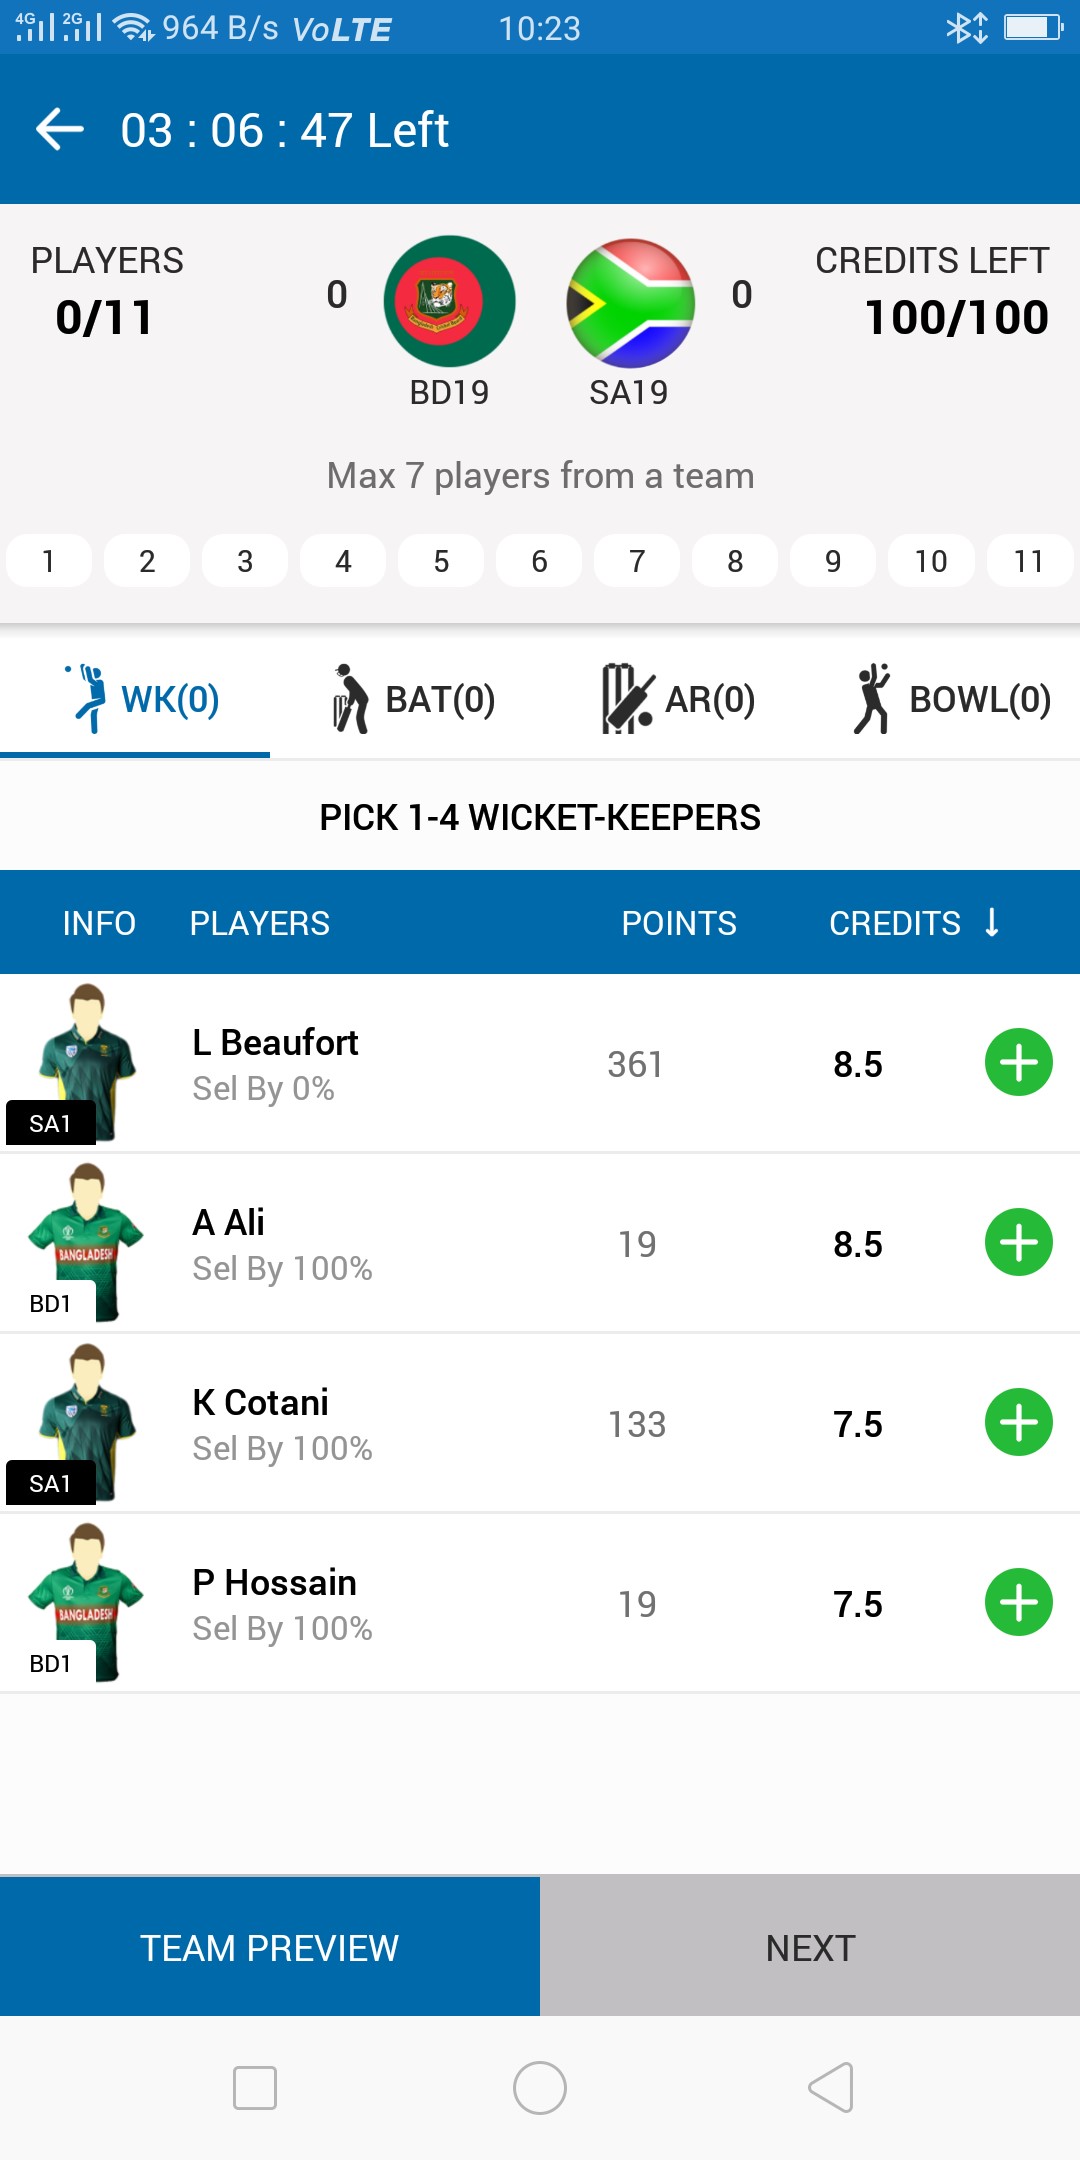 4G 2G 964 B/s VoLTE 10:23
03 : 06 : 47 Left
PLAYERS
0/11
0
BD19
SA19
0
CREDITS LEFT
100/100
Max 7 players from a team
1 2 3 4 5 6 7 8 9 10 11
WK(0) BAT(0) AR(0) BOWL(0)
PICK 1-4 WICKET-KEEPERS
INFO PLAYERS POINTS CREDITS ↓
L Beaufort
Sel By 0%
361 8.5
SA1
A Ali
Sel By 100%
19 8.5
BANGLADESH
BD1
K Cotani
Sel By 100%
133 7.5
SA1
P Hossain
Sel By 100%
19 7.5
BANGLADESH
BD1
TEAM PREVIEW NEXT